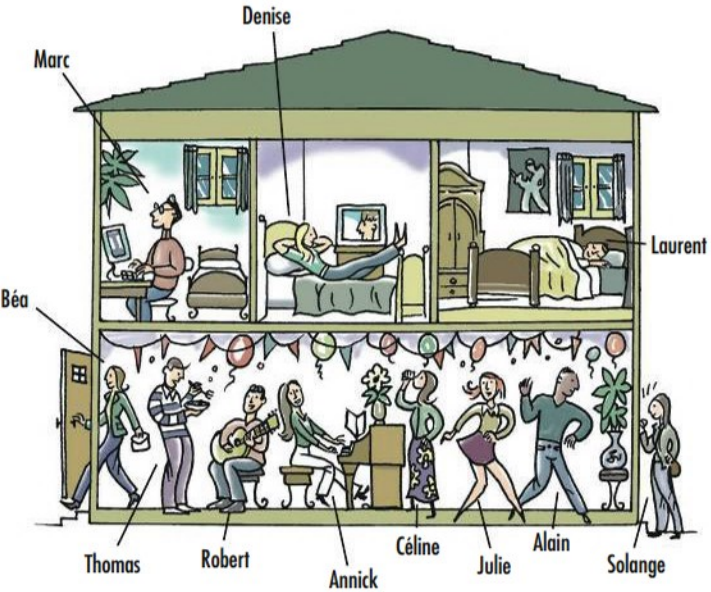 Denise
Marc
Laurent
Béa
Thomas
Robert
Annick
Céline
Julie
Alain
Solange